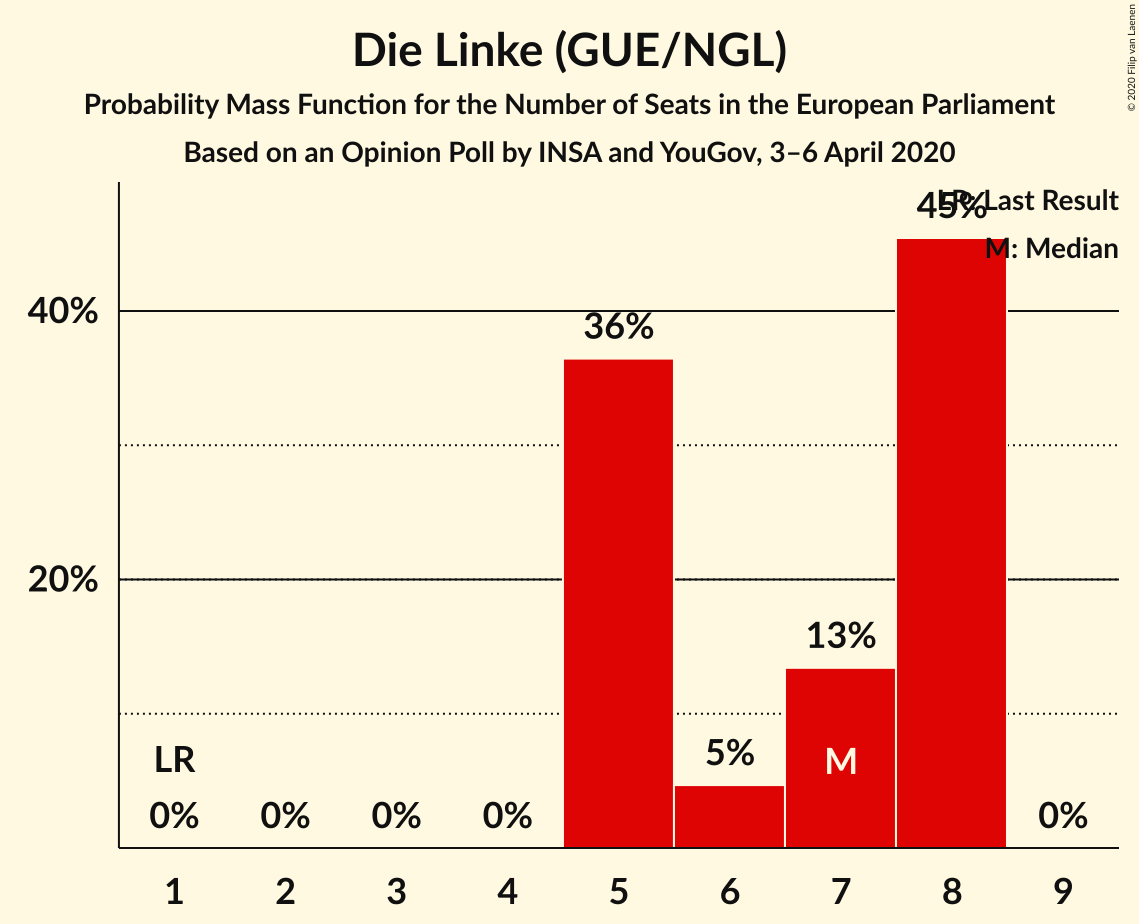 Die Linke (GUE/NGL)
Probability Mass Function for the Number of Seats in the European Parliament
Based on an Opinion Poll by INSA and YouGov, 3–6 April 2020
© 2020 Filip van Laenen
LR: Last Result
M: Median
45%
40%
36%
20%
13%
5%
M
LR
0%
0%
0%
0%
0%
1 2 3 4 5 6 7 8 9